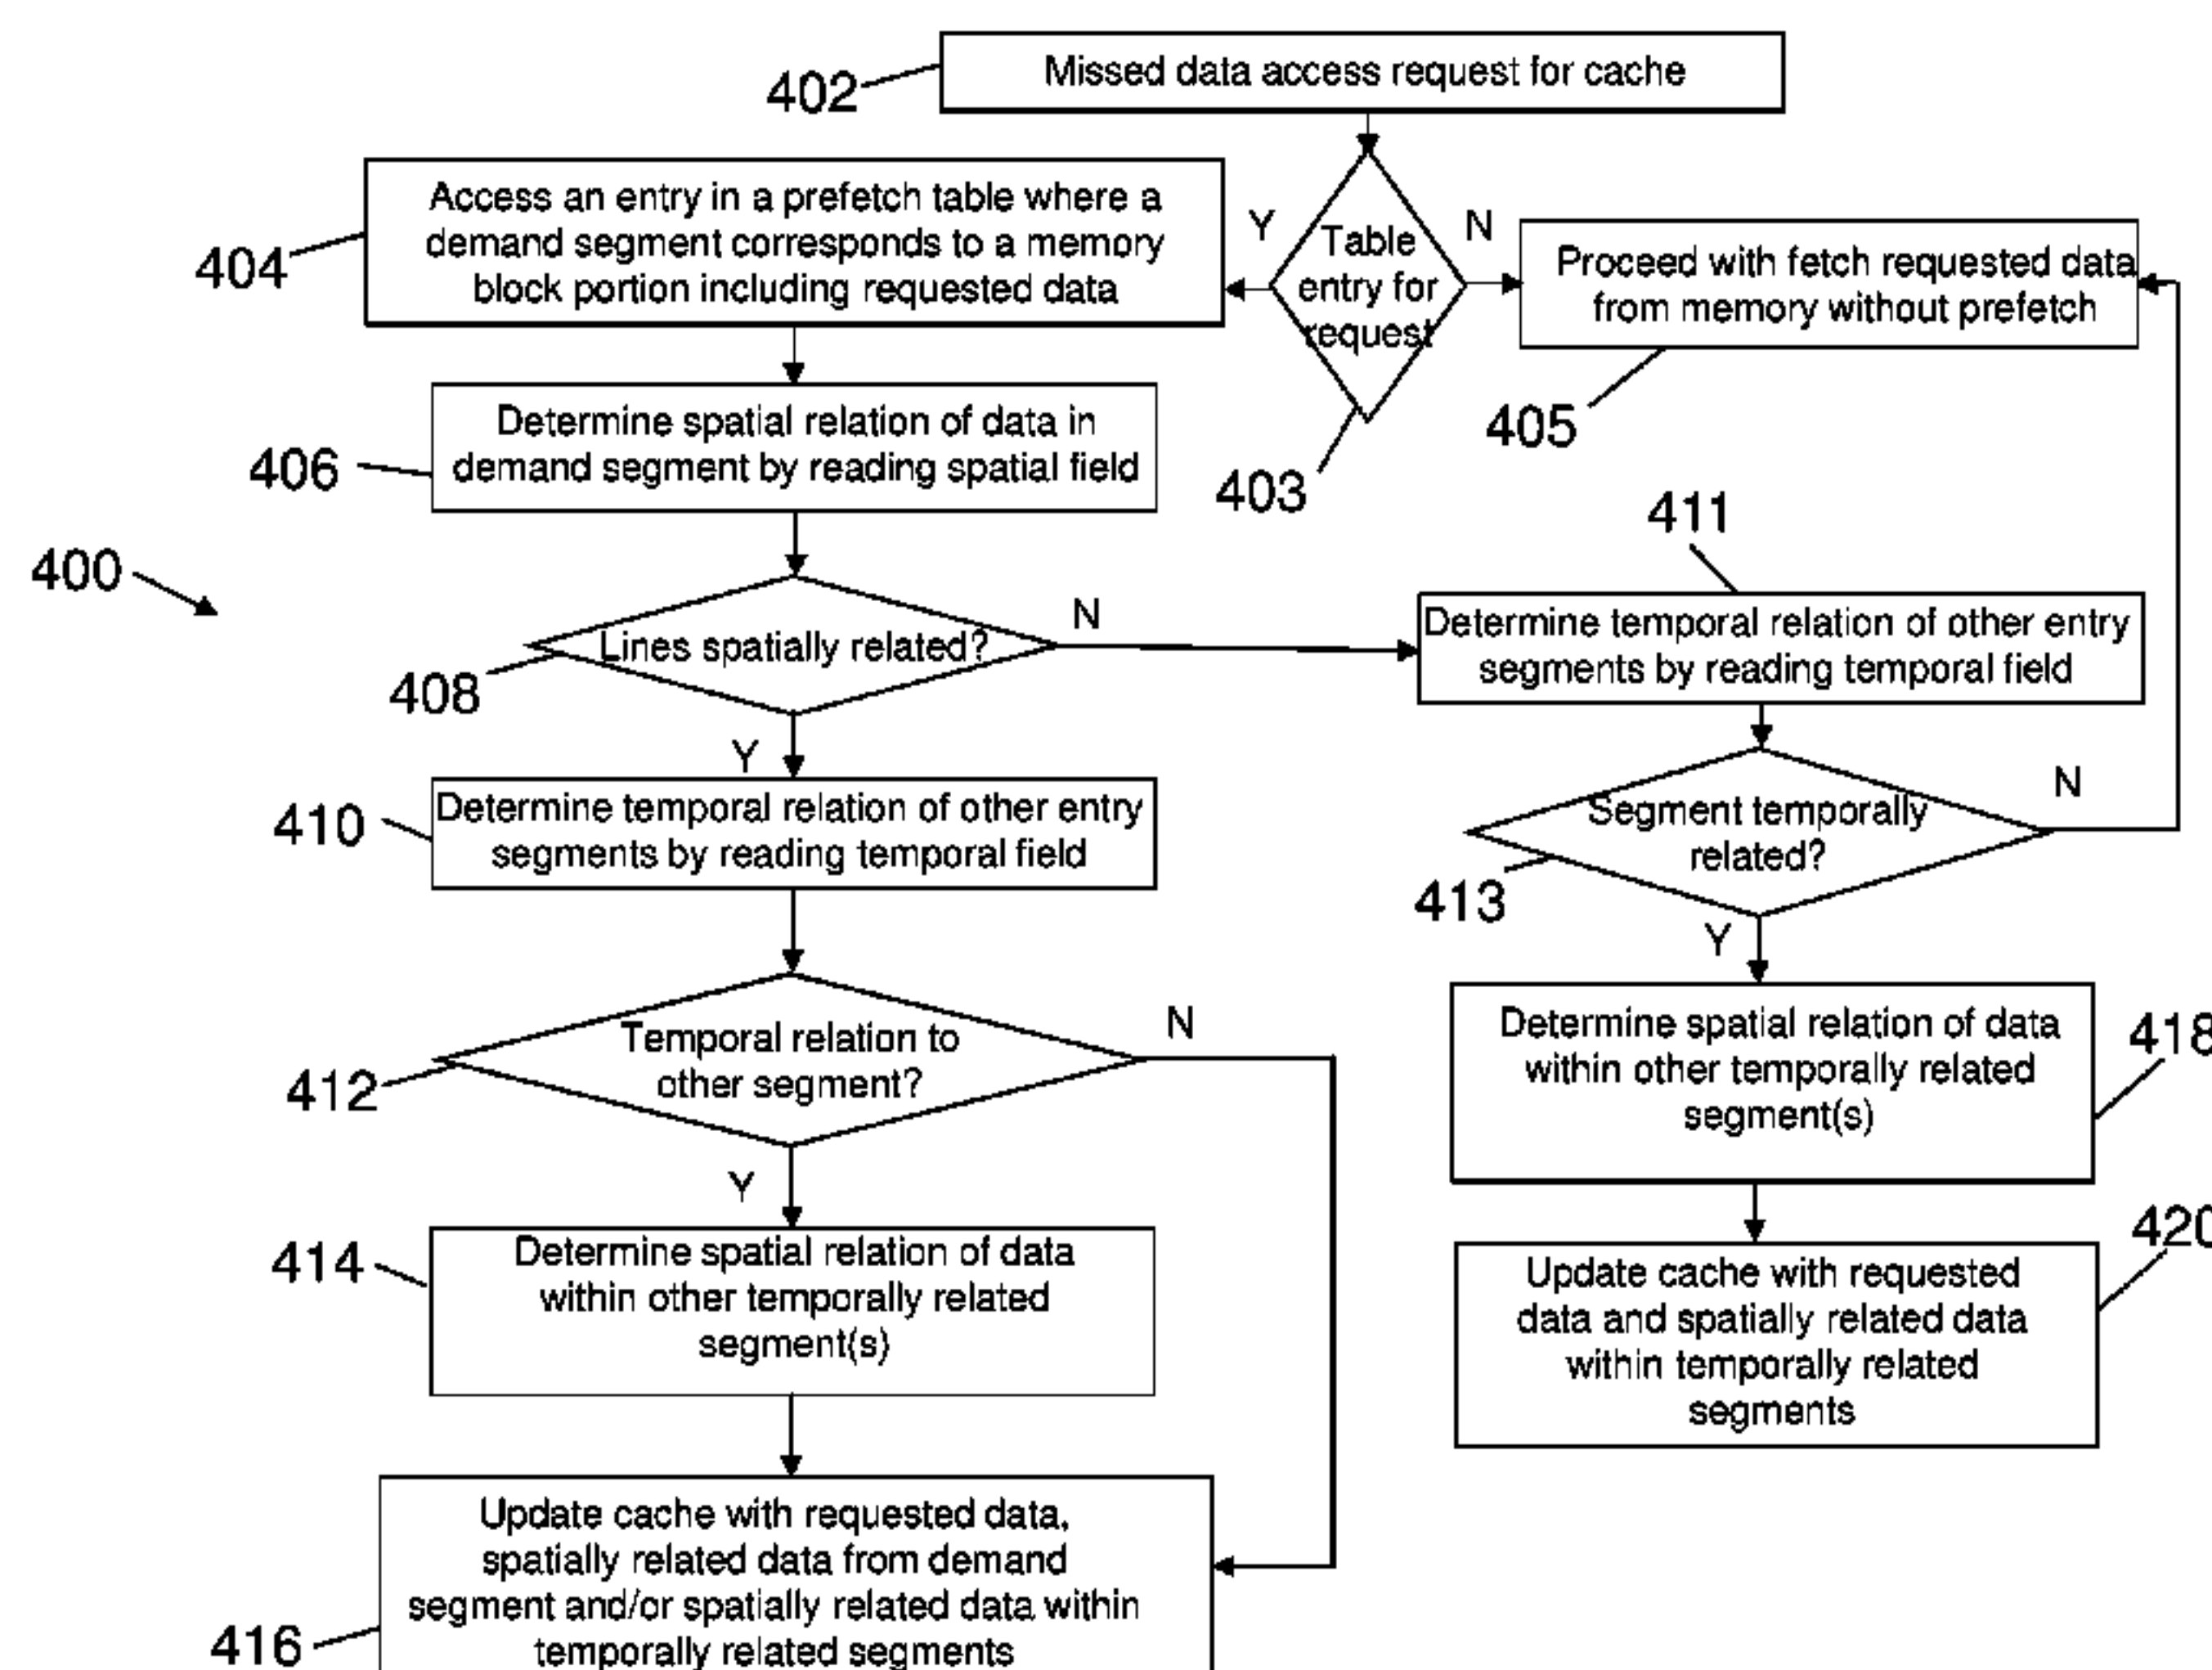 Missed data access request for cache
402
Access an entry in a prefetch table where a
demand segment corresponds to a memory
block portion including requested data
404
Y
Table
entry for
request
N
403
Proceed with fetch requested data
from memory without prefetch
405
Determine spatial relation of data in
demand segment by reading spatial field
406
400
Lines spatially related?
408
N
Y
411
Determine temporal relation of other entry
segments by reading temporal field
Determine temporal relation of other entry
segments by reading temporal field
410
Segment temporally
related?
413
N
Y
Temporal relation to
other segment?
412
N
Y
Determine spatial relation of data
within other temporally related
segment(s)
418
Determine spatial relation of data
within other temporally related
segment(s)
414
Update cache with requested
data and spatially related data
within temporally related
segments
420
Update cache with requested data,
spatially related data from demand
segment and/or spatially related data within
temporally related segments
416